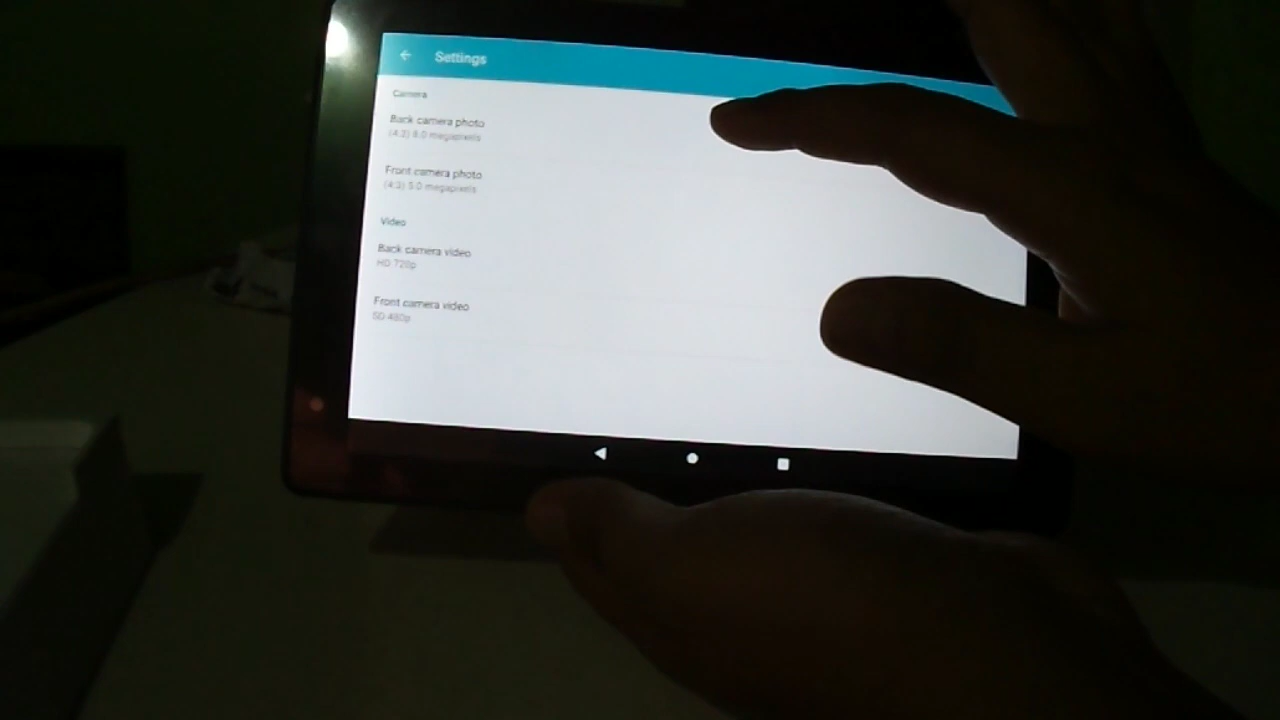 Settings
Camera
Back camera photo
(4:3) 8.0 megapixels
Front camera photo
(4:3) 5.0 megapixels
Video
Back camera video
HD 720p
Front camera video
SD 480p